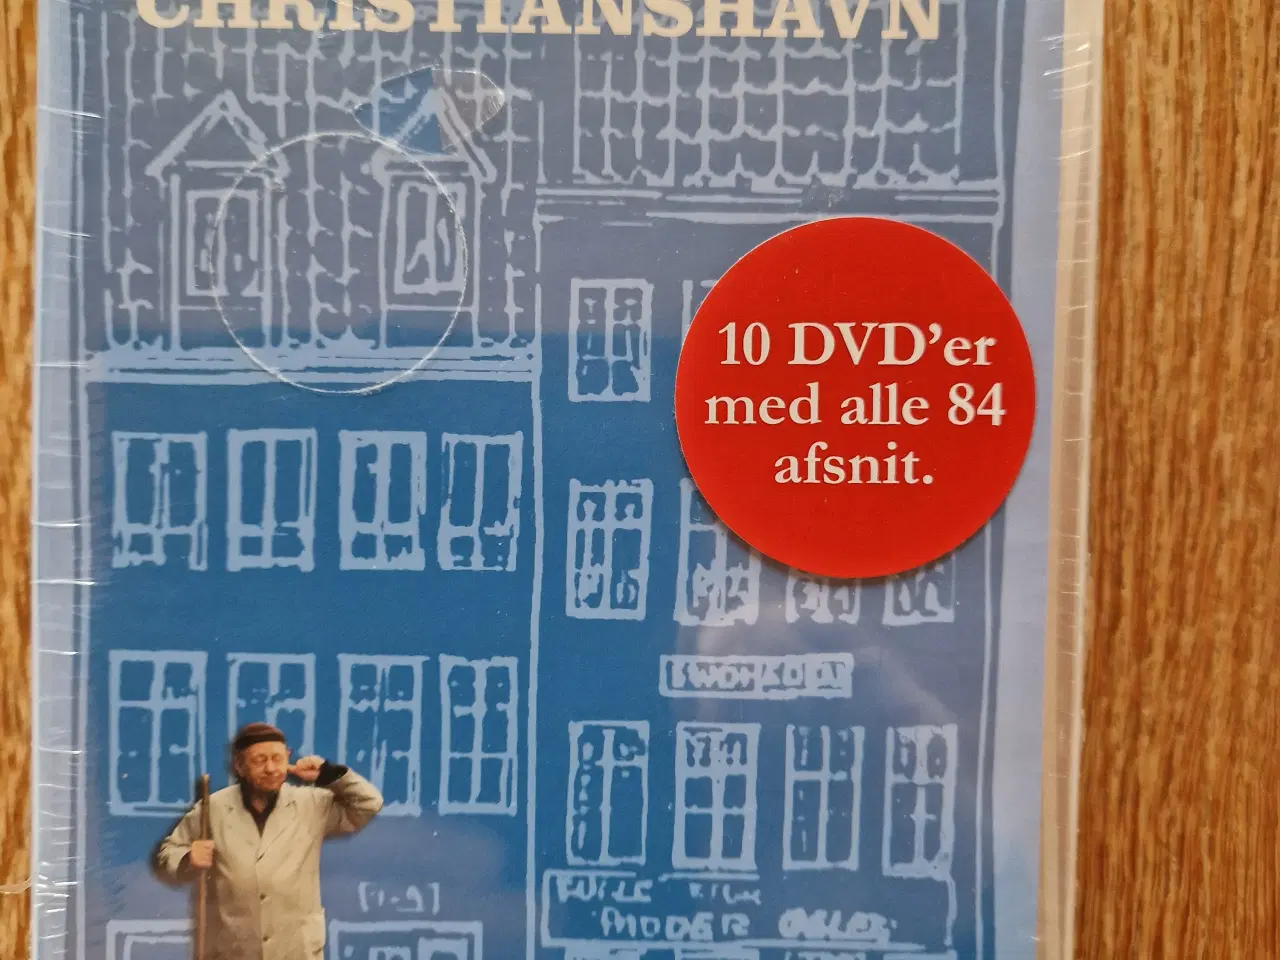 CHRISTIANSHAVN
10 DVD'er
med alle 84
afsnit.